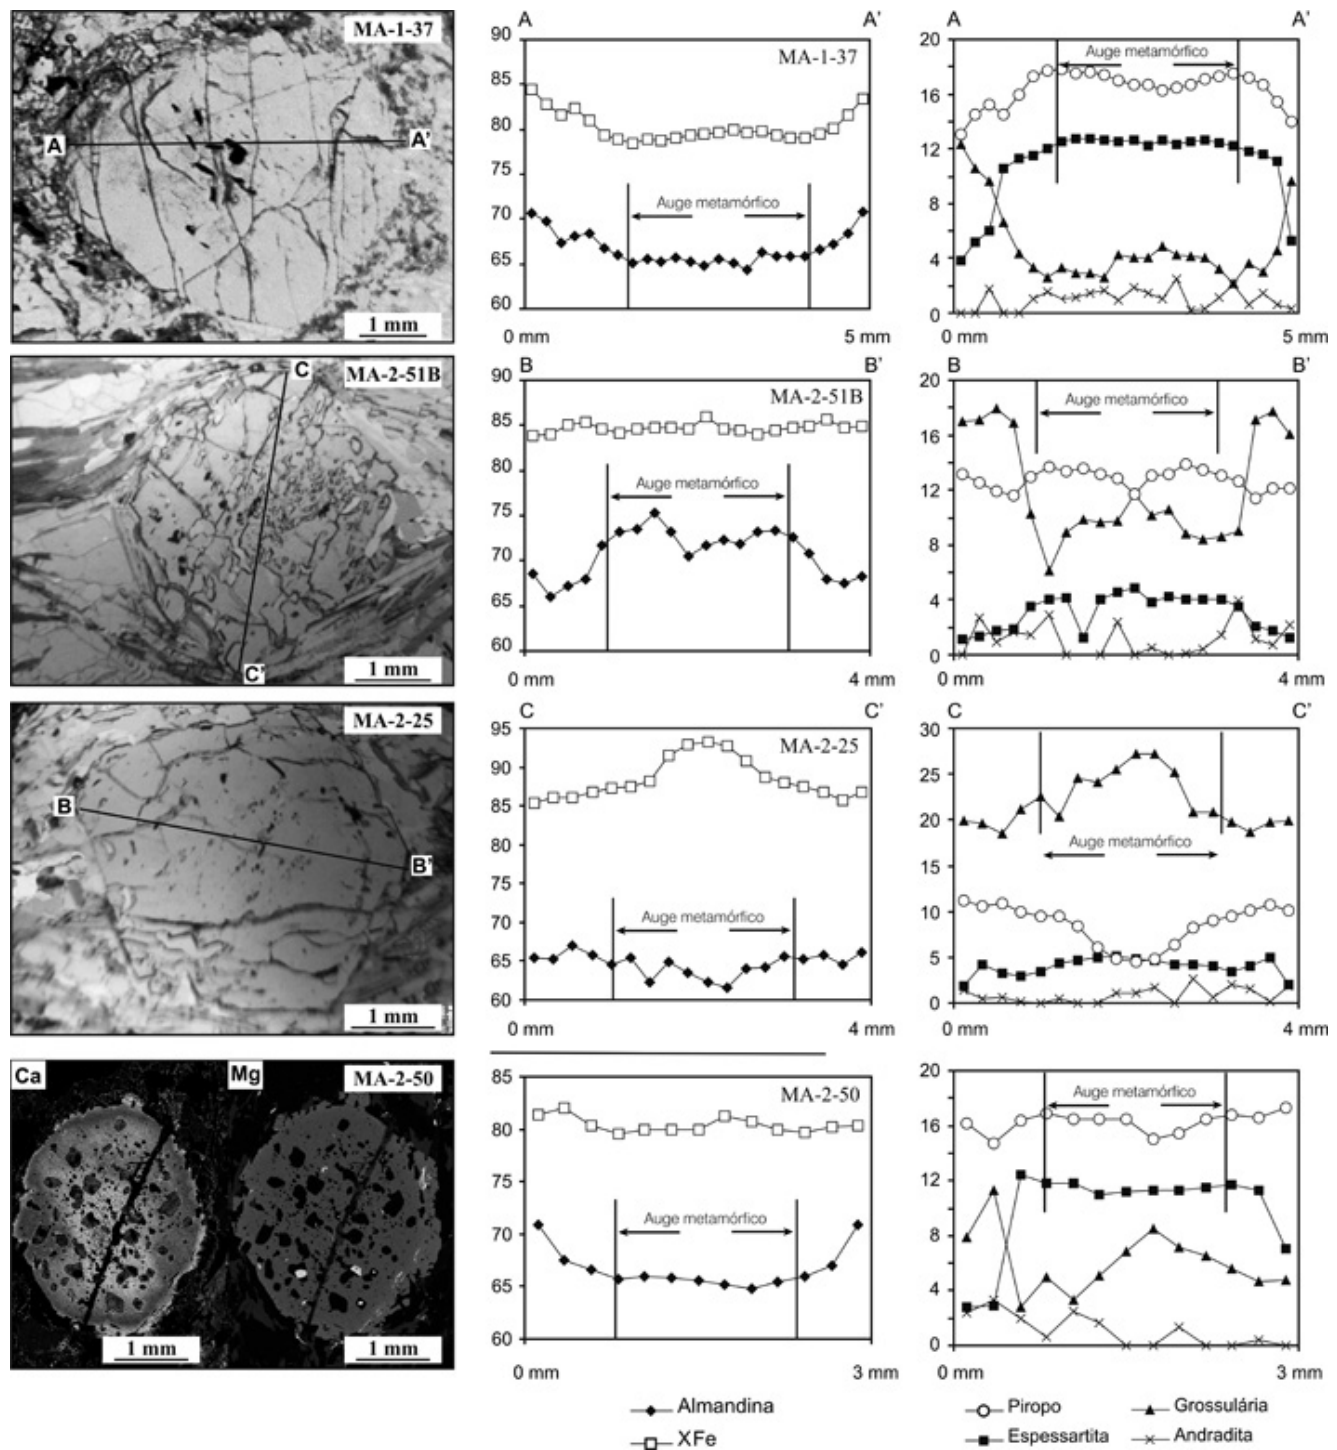 MA-1-37
A
A'
1 mm
A
A'
90
85
80
75
70
65
60
MA-1-37
Auge metamórfico
0 mm
5 mm
A
A'
20
16
12
8
4
0
Auge metamórfico
0 mm
5 mm
MA-2-51B
C
C'
1 mm
B
B'
90
85
80
75
70
65
60
MA-2-51B
Auge metamórfico
0 mm
4 mm
B
B'
20
16
12
8
4
0
Auge metamórfico
0 mm
4 mm
MA-2-25
B
B'
1 mm
C
C'
95
90
85
80
75
70
65
60
MA-2-25
Auge metamórfico
0 mm
4 mm
C
C'
30
25
20
15
10
5
0
Auge metamórfico
0 mm
4 mm
Ca
Mg
MA-2-50
1 mm
1 mm
90
85
80
75
70
65
60
MA-2-50
Auge metamórfico
0 mm
3 mm
20
16
12
8
4
0
Auge metamórfico
0 mm
3 mm
Almandina
XFe
Piropo
Grossulária
Espessartita
Andradita